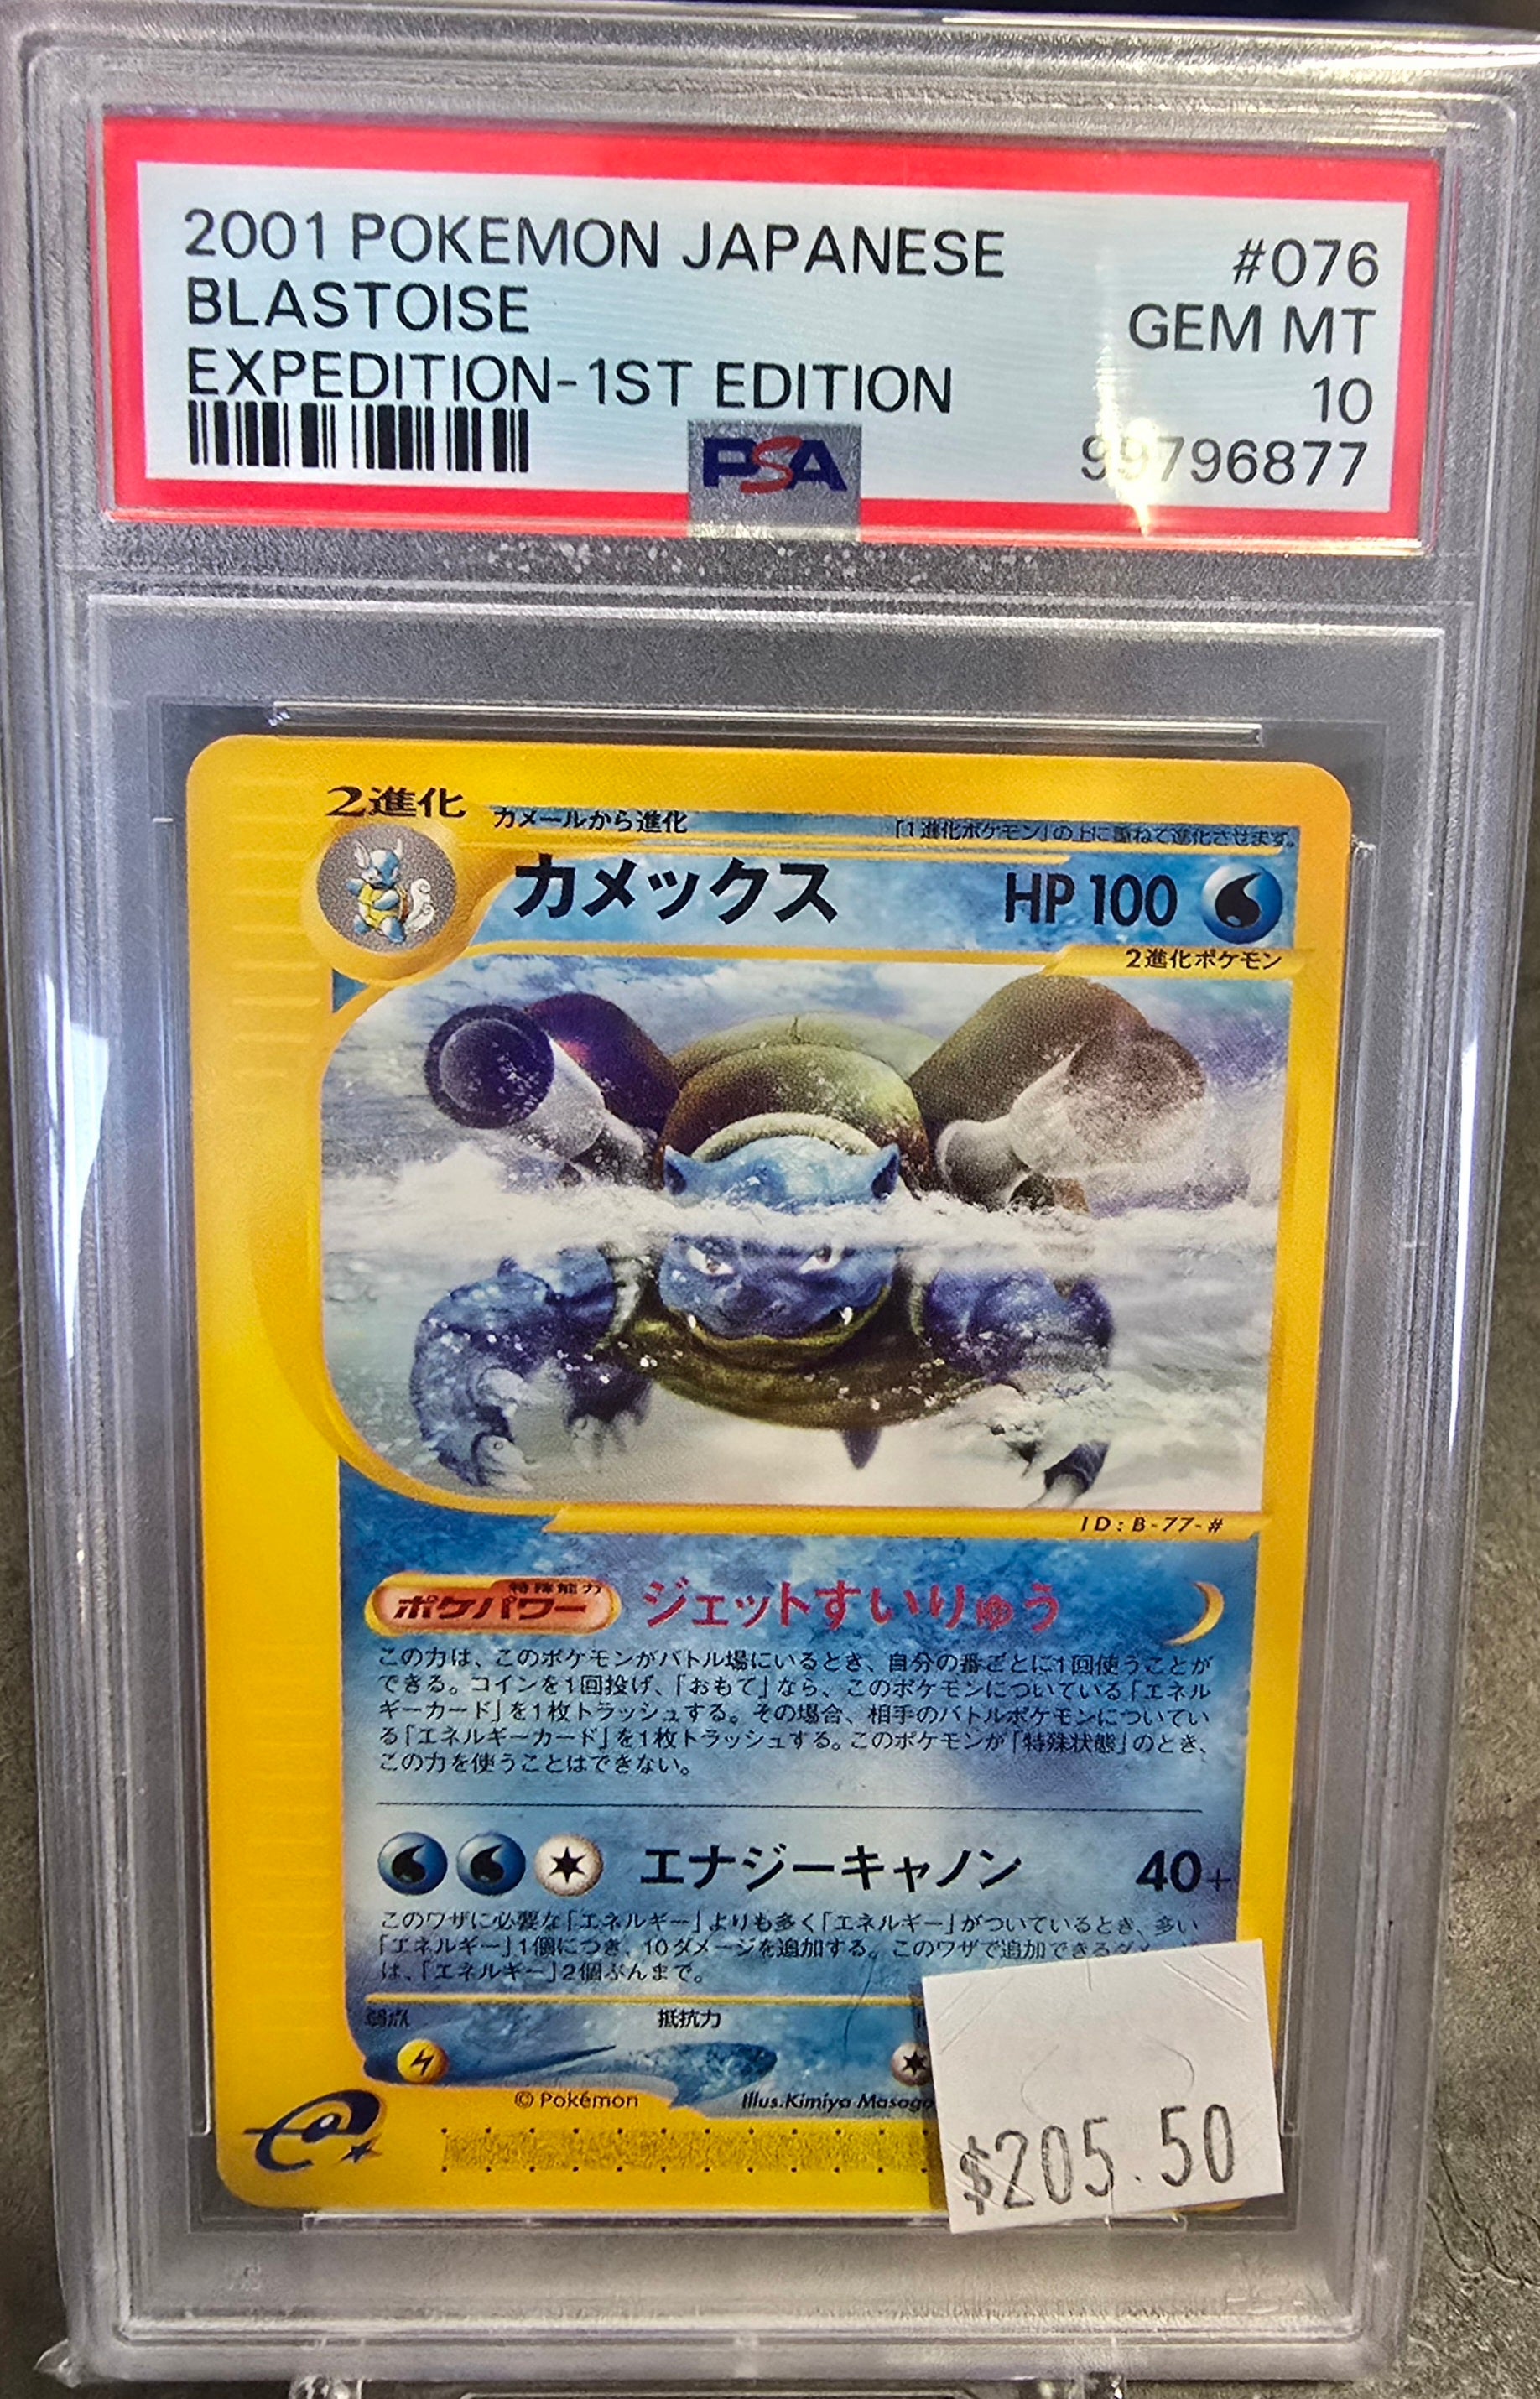 2001 POKEMON JAPANESE #076
BLASTOISE GEM MT
EXPEDITION-1ST EDITION 10
PSA 99796877
2進化 カメールから進化 「1進化ポケモン」の上に重ねて進化させます。
カメックス HP 100
2進化ポケモン
ID:B-77-#
特殊能力
ポケパワー ジェットすいりゅう
この力は、このポケモンがバトル場にいるとき、自分の番ごとに1回使うことが
できる。コインを1回投げ、「おもて」なら、このポケモンについている「エネル
ギーカード」を1枚トラッシュする。その場合、相手のバトルポケモンについてい
る「エネルギーカード」を1枚トラッシュする。このポケモンが「特殊状態」のとき、
この力を使うことはできない。
エナジーキャノン 40+
このワザに必要な「エネルギー」よりも多く「エネルギー」がついているとき、多い
「エネルギー」1個につき、10ダメージを追加する。このワザで追加できるダメージ
は、「エネルギー」2個ぶんまで。
弱点 抵抗力
© Pokémon Illus.Kimiya Masago
e
$205.50